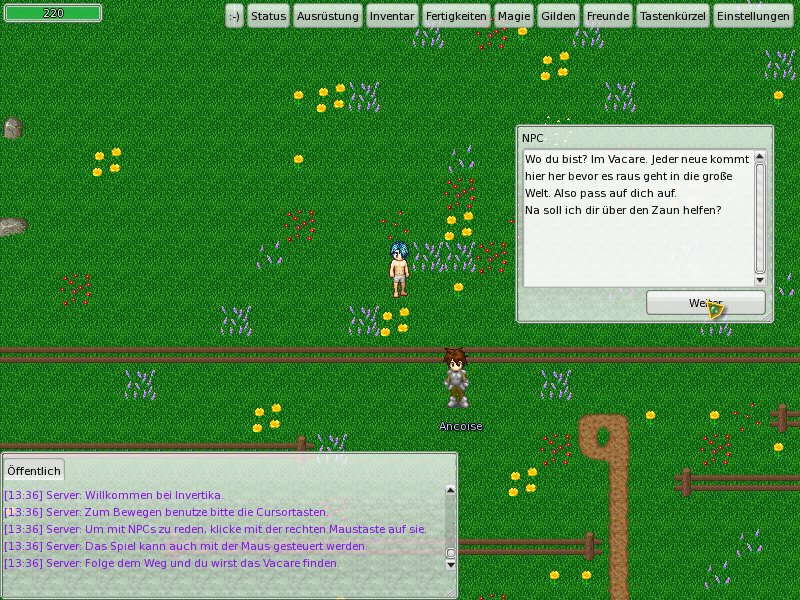 220
:-) Status Ausrüstung Inventar Fertigkeiten Magie Gilden Freunde Tastenkürzel Einstellungen
NPC
Wo du bist? Im Vacare. Jeder neue kommt
hier her bevor es raus geht in die große
Welt. Also pass auf dich auf.
Na soll ich dir über den Zaun helfen?
Weiter
Ancoise
Öffentlich
[13:36] Server: Willkommen bei Invertika.
[13:36] Server: Zum Bewegen benutze bitte die Cursortasten.
[13:36] Server: Um mit NPCs zu reden, klicke mit der rechten Maustaste auf sie.
[13:36] Server: Das Spiel kann auch mit der Maus gesteuert werden.
[13:36] Server: Folge dem Weg und du wirst das Vacare finden.